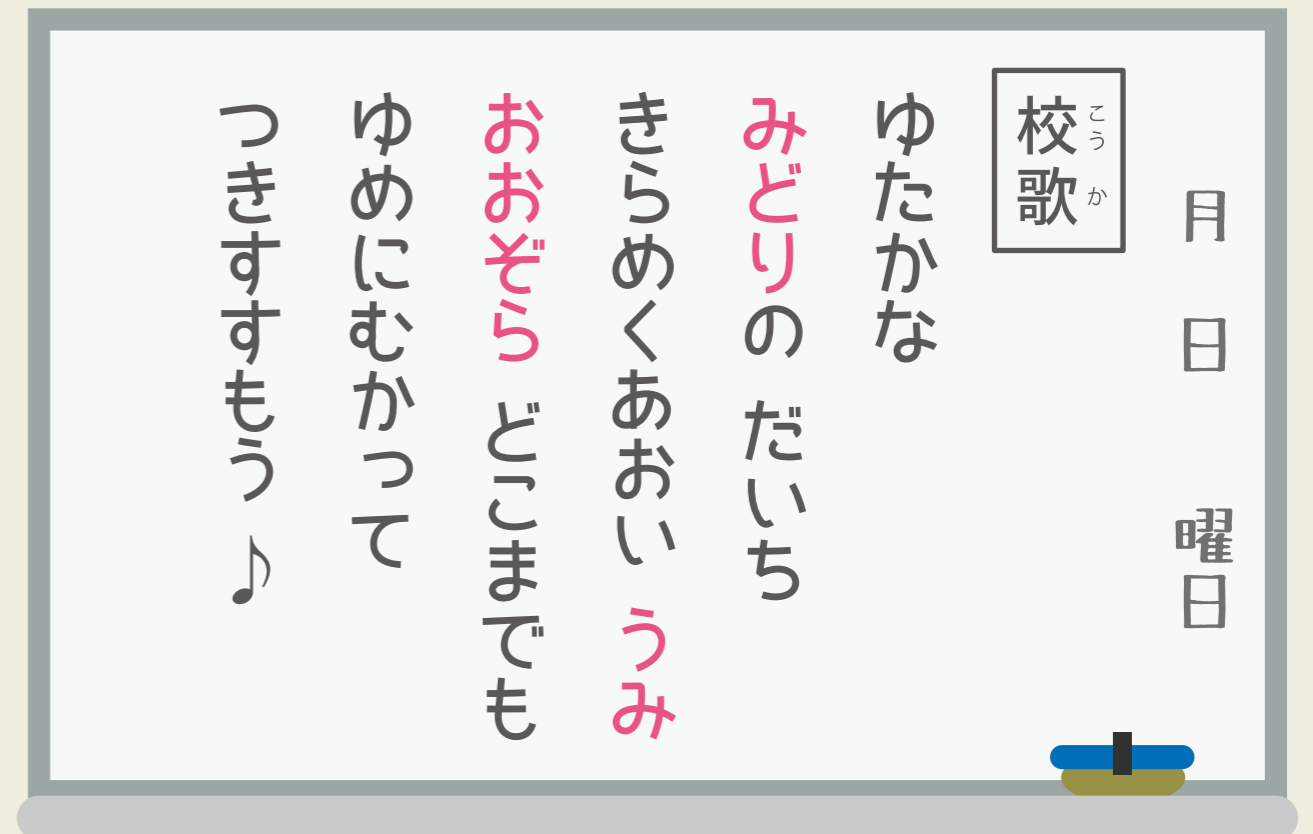 月 日 曜日
校歌
こうか
ゆたかな
みどりの だいち
きらめくあおい うみ
おおぞら どこまでも
ゆめにむかって
つきすすもう♪